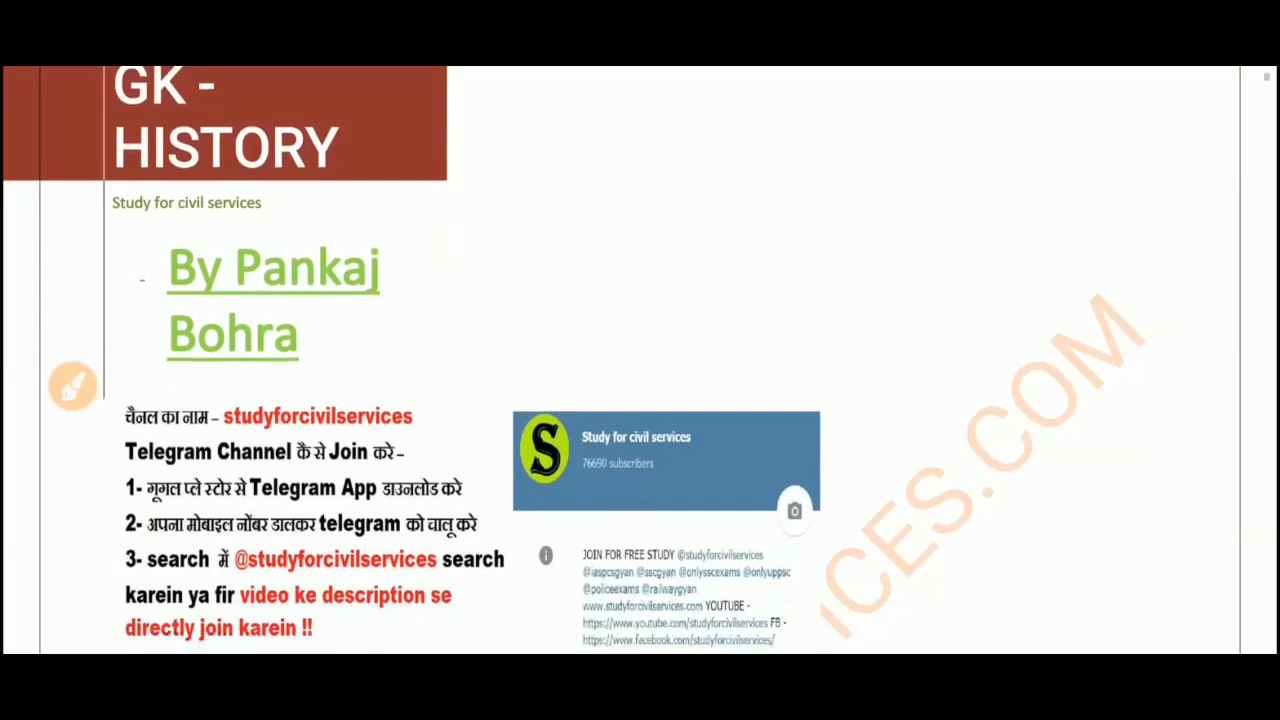 GK -
HISTORY
Study for civil services
- By Pankaj
Bohra
चैनल का नाम – studyforcivilservices
Telegram Channel कैसे Join करे –
1- गूगल प्ले स्टोर से Telegram App डाउनलोड करे
2- अपना मोबाइल नोंबर डालकर telegram को चालू करे
3- search में @studyforcivilservices search
karein ya fir video ke description se
directly join karein !!
S
Study for civil services
76690 subscribers
JOIN FOR FREE STUDY @studyforcivilservices
@iaspcsgyan @sscgyan @onlysscexams @onlyuppsc
@policeexams @railwaygyan
www.studyforcivilservices.com YOUTUBE -
https://www.youtube.com/studyforcivilservices FB -
https://www.facebook.com/studyforcivilservices/
ICES.COM